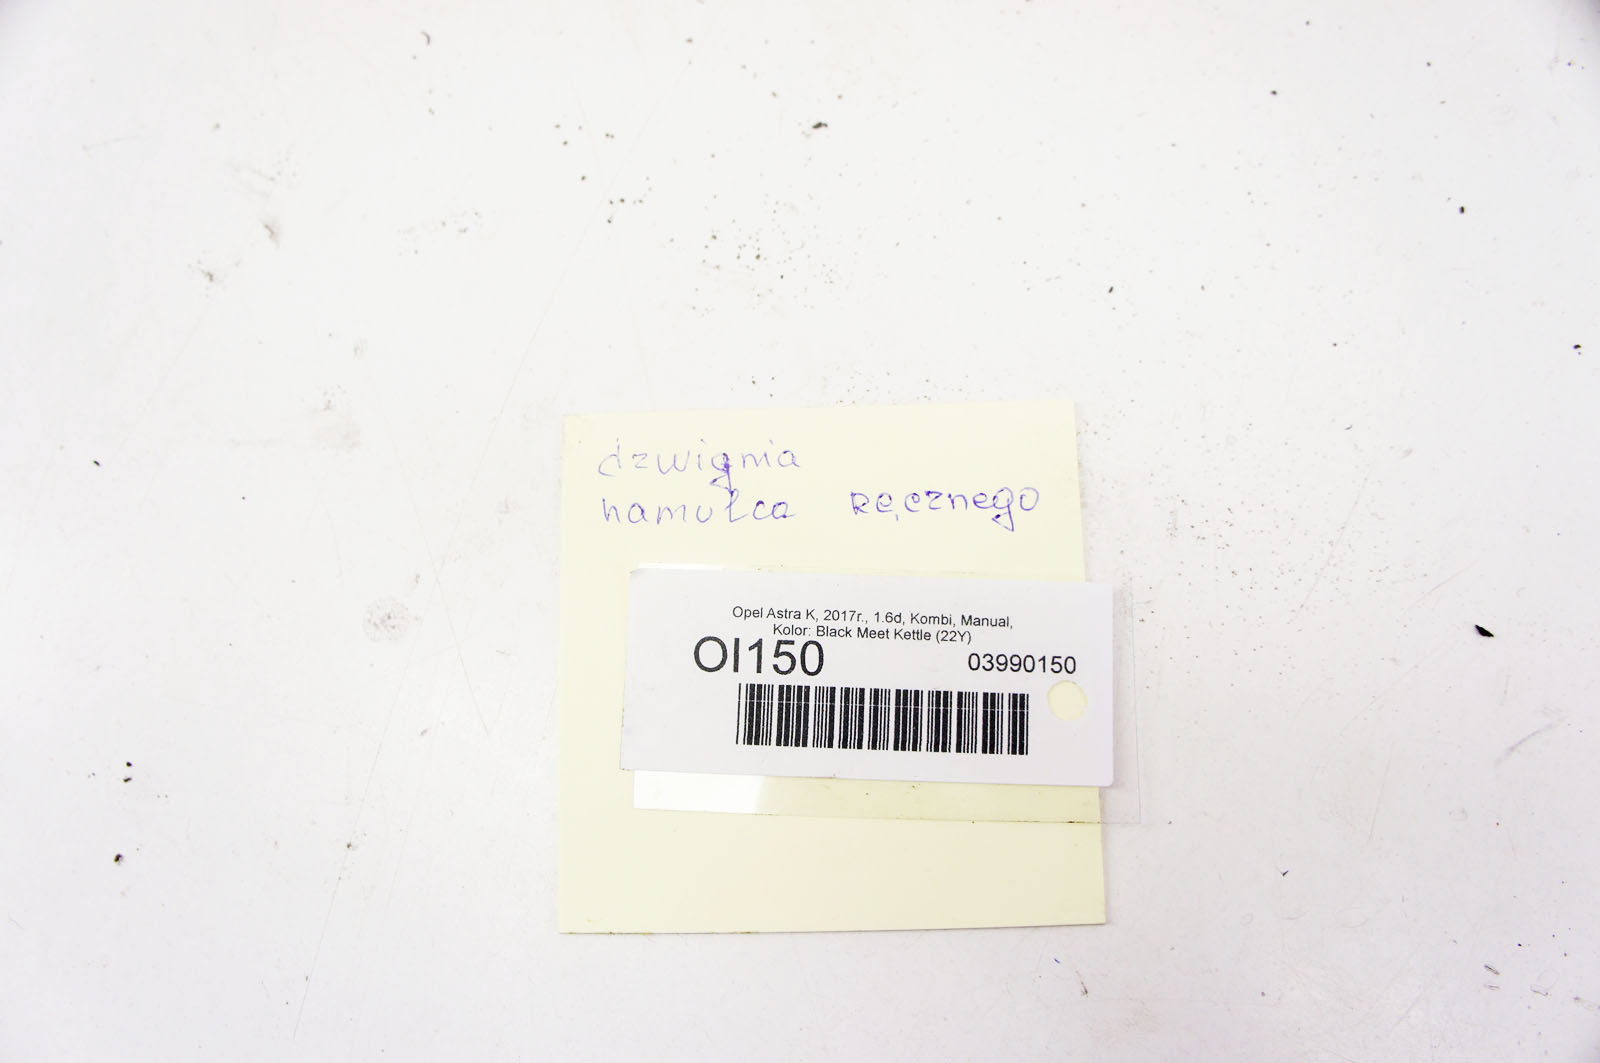 dzwignia
hamulca ręcznego
Opel Astra K, 2017r., 1.6d, Kombi, Manual,
Kolor: Black Meet Kettle (22Y)
OI150
03990150